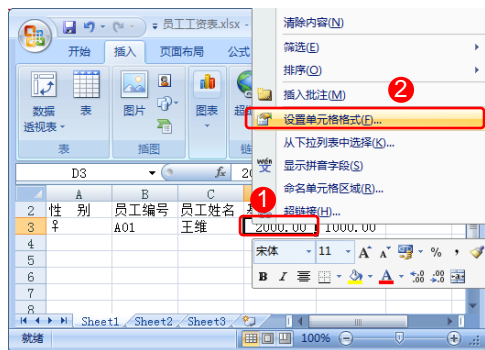 员工工资表.xlsx -
开始 插入 页面布局 公式
数据透视表 表 图片 图表
表 插图
D3 fx
A B C
2 性 别 员工编号 员工姓名
3 ♀ A01 王维 2000.00 1000.00
4
5
6
7
8
Sheet1 Sheet2 Sheet3
就绪 100%
清除内容(N)
筛选(E)
排序(O)
插入批注(M)
2
设置单元格格式(F)...
从下拉列表中选择(K)...
wén 文 显示拼音字段(S)
命名单元格区域(R)...
1
超链接(H)...
宋体 11 A A % ,
B I A .00 .0